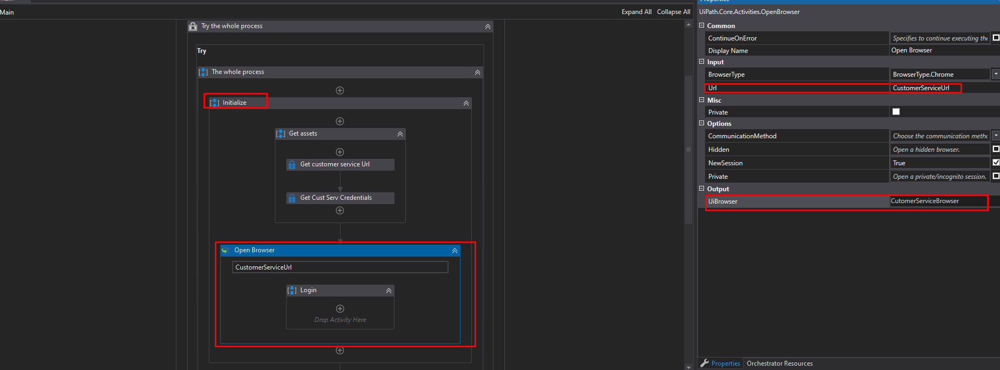 Main
Expand All Collapse All
Try the whole process
Try
The whole process
Initialize
Get assets
Get customer service Url
Get Cust Serv Credentials
Open Browser
CustomerServiceUrl
Login
Drop Activity Here
Properties
UiPath.Core.Activities.OpenBrowser
Common
ContinueOnError Specifies to continue executing the
Display Name Open Browser
Input
BrowserType BrowserType.Chrome
Url CustomerServiceUrl
Misc
Private
Options
CommunicationMethod Choose the communication metho
Hidden Open a hidden browser.
NewSession True
Private Open a private/incognito session.
Output
UiBrowser CutomerServiceBrowser
Properties Orchestrator Resources